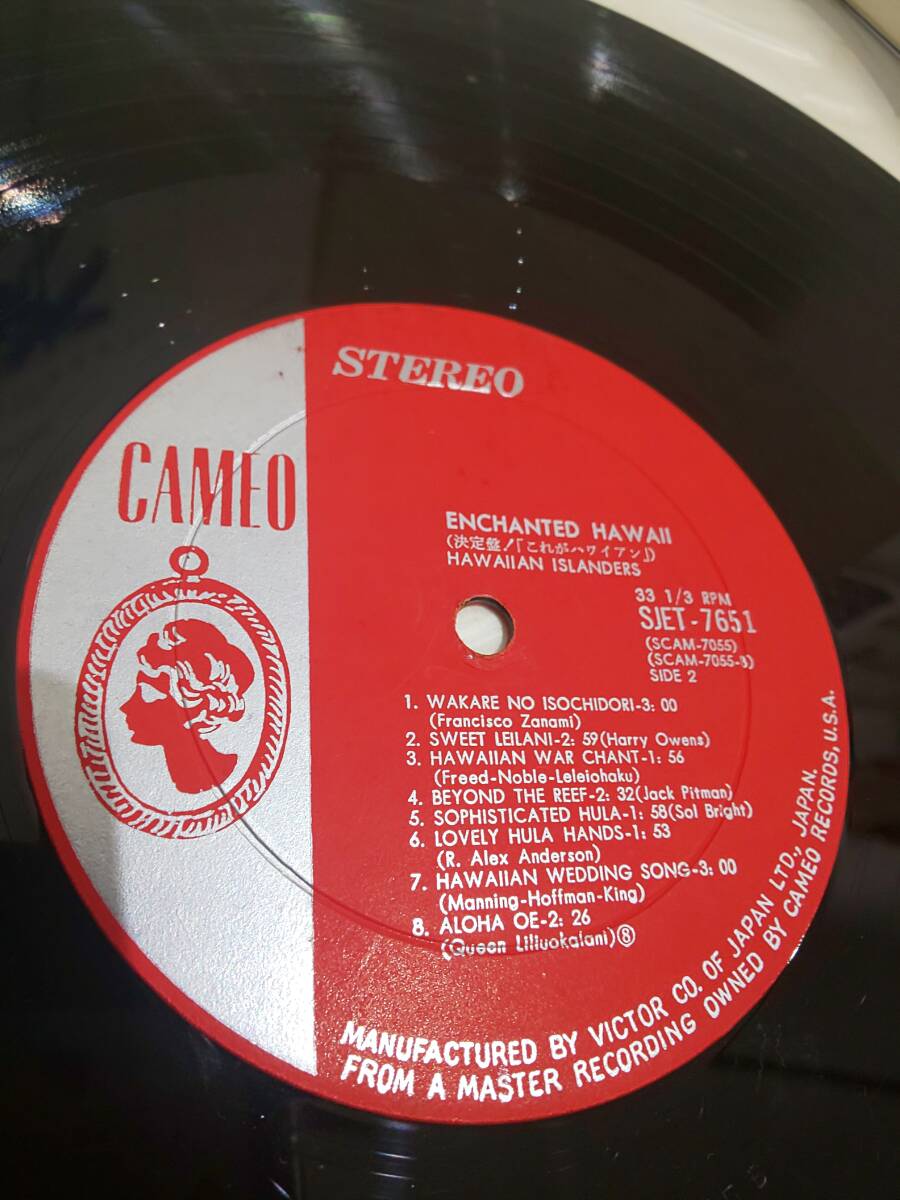 STEREO
CAMEO
ENCHANTED HAWAII
(決定盤!「これがハワイアン」)
HAWAIIAN ISLANDERS
33 1/3 RPM
SJET-7651
(SCAM-7055)
(SCAM-7055-B)
SIDE 2
1. WAKARE NO ISOCHIDORI-3: 00
(Francisco Zanami)
2. SWEET LEILANI-2: 59(Harry Owens)
3. HAWAIIAN WAR CHANT-1: 56
(Freed-Noble-Leleiohaku)
4. BEYOND THE REEF-2: 32(Jack Pitman)
5. SOPHISTICATED HULA-1: 58(Sol Bright)
6. LOVELY HULA HANDS-1: 53
(R. Alex Anderson)
7. HAWAIIAN WEDDING SONG-3: 00
(Manning-Hoffman-King)
8. ALOHA OE-2: 26
(Queen Liliuokalani)⑧
MANUFACTURED BY VICTOR CO. OF JAPAN LTD., JAPAN.
FROM A MASTER RECORDING OWNED BY CAMEO RECORDS, U.S.A.